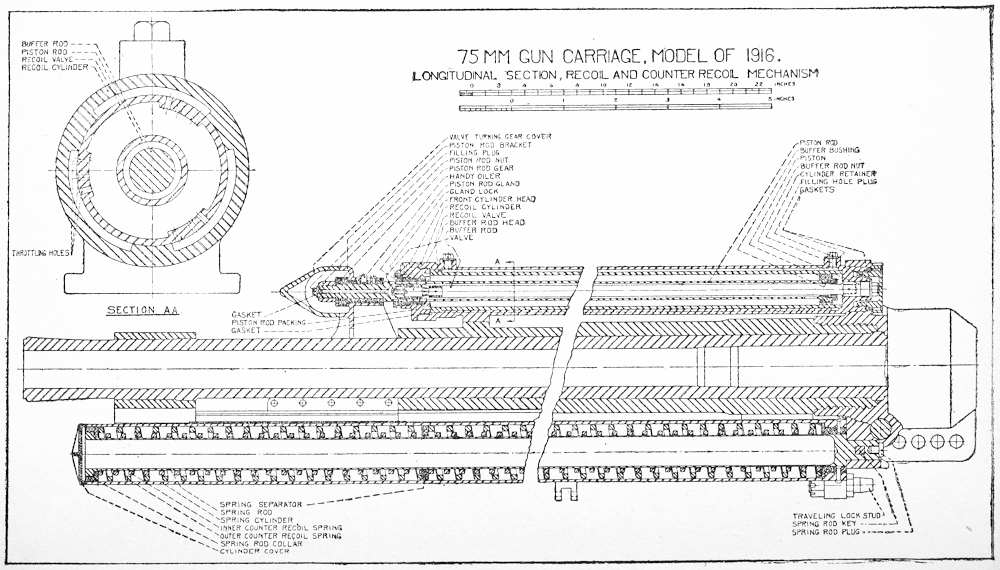 75 MM GUN CARRIAGE, MODEL OF 1916.
LONGITUDINAL SECTION, RECOIL AND COUNTER RECOIL MECHANISM
0 3 4 6 8 10 12 14 16 18 20 22 INCHES
0 1 2 3 4 5 INCHES
BUFFER ROD
PISTON ROD
RECOIL VALVE
RECOIL CYLINDER
THROTTLING HOLES
SECTION AA
VALVE TURNING GEAR COVER
PISTON ROD BRACKET
FILLING PLUG
PISTON ROD NUT
PISTON ROD GEAR
HANDY OILER
PISTON ROD GLAND
GLAND LOCK
FRONT CYLINDER HEAD
RECOIL CYLINDER
RECOIL VALVE
BUFFER ROD HEAD
BUFFER ROD
VALVE
PISTON ROD
BUFFER BUSHING
PISTON
BUFFER ROD NUT
CYLINDER RETAINER
FILLING HOLE PLUG
GASKETS
A
A
GASKET
PISTON ROD PACKING
GASKET
SPRING SEPARATOR
SPRING ROD
SPRING CYLINDER
INNER COUNTER RECOIL SPRING
OUTER COUNTER RECOIL SPRING
SPRING ROD COLLAR
CYLINDER COVER
TRAVELING LOCK STUD
SPRING ROD KEY
SPRING ROD PLUG